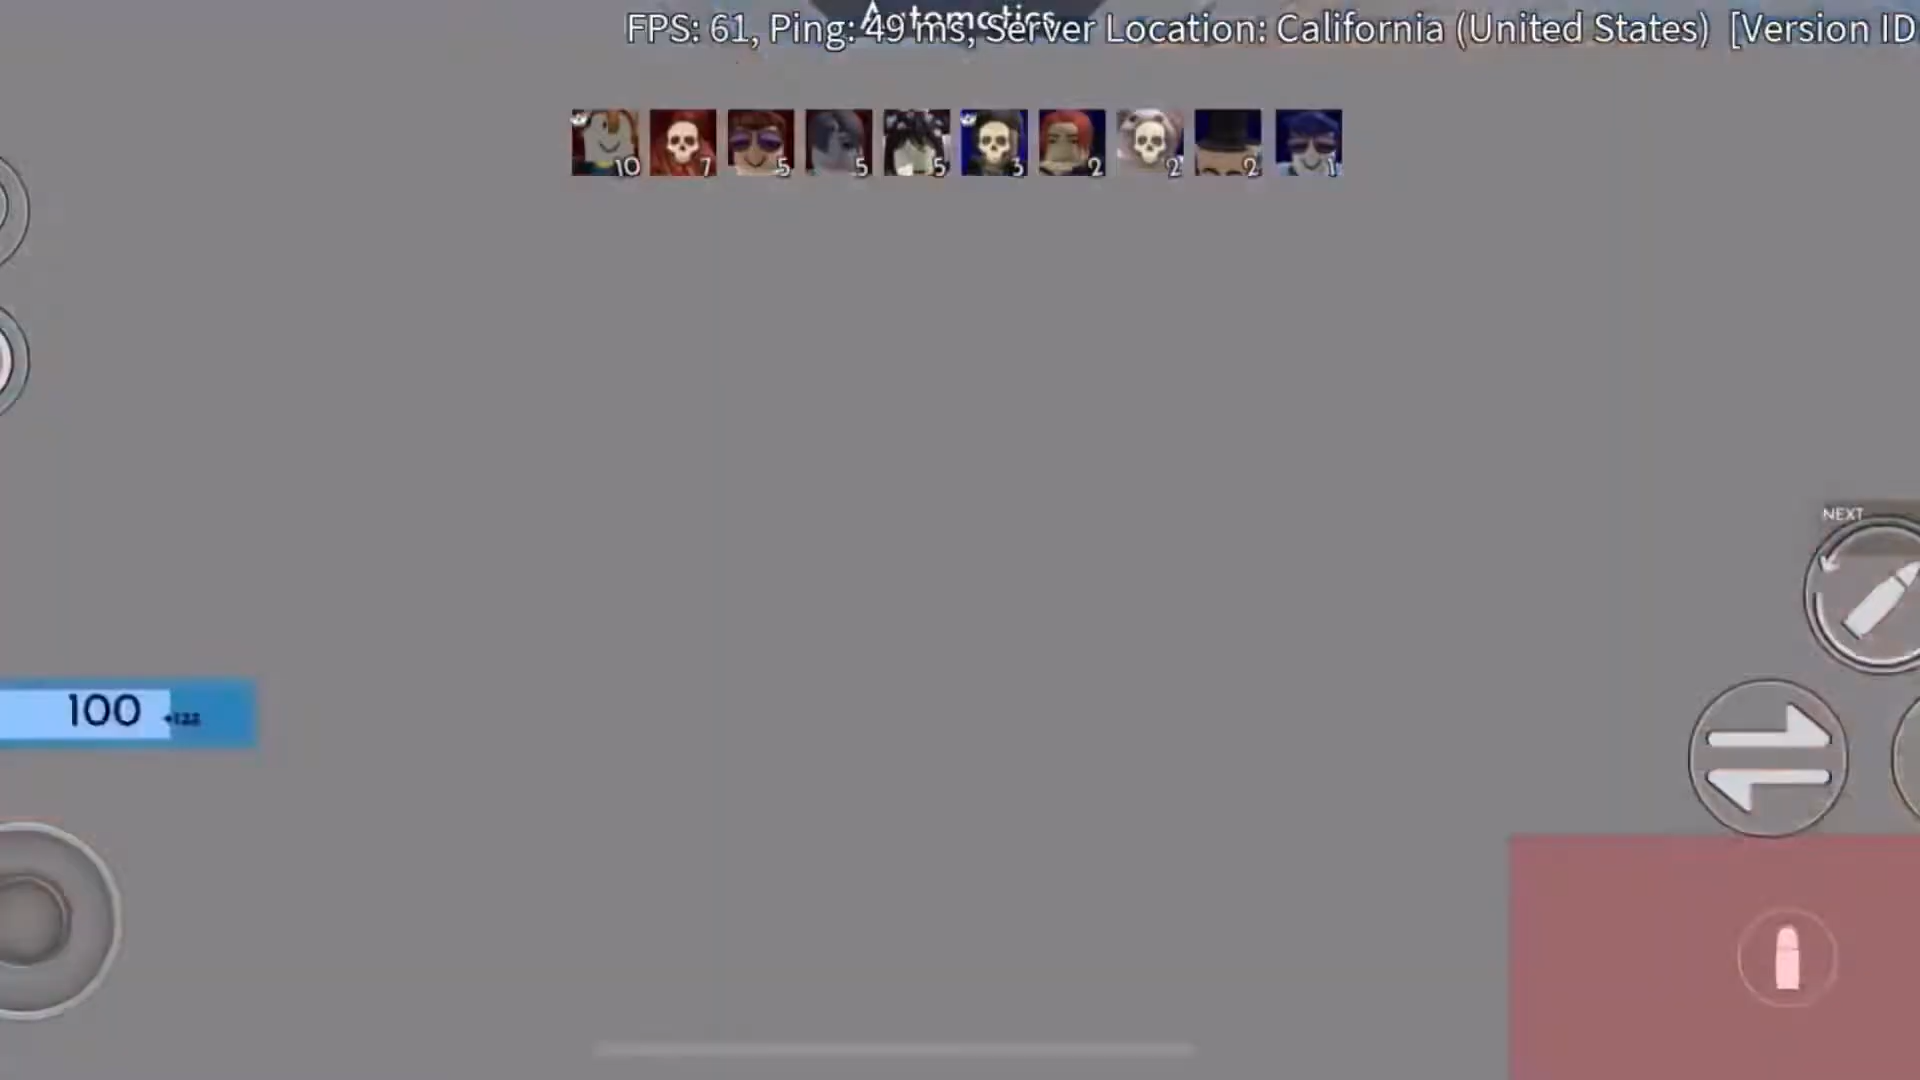 Automatics
FPS: 61, Ping: 49 ms, Server Location: California (United States) [Version ID
10 7 5 5 5 3 2 2 2 1
NEXT
100